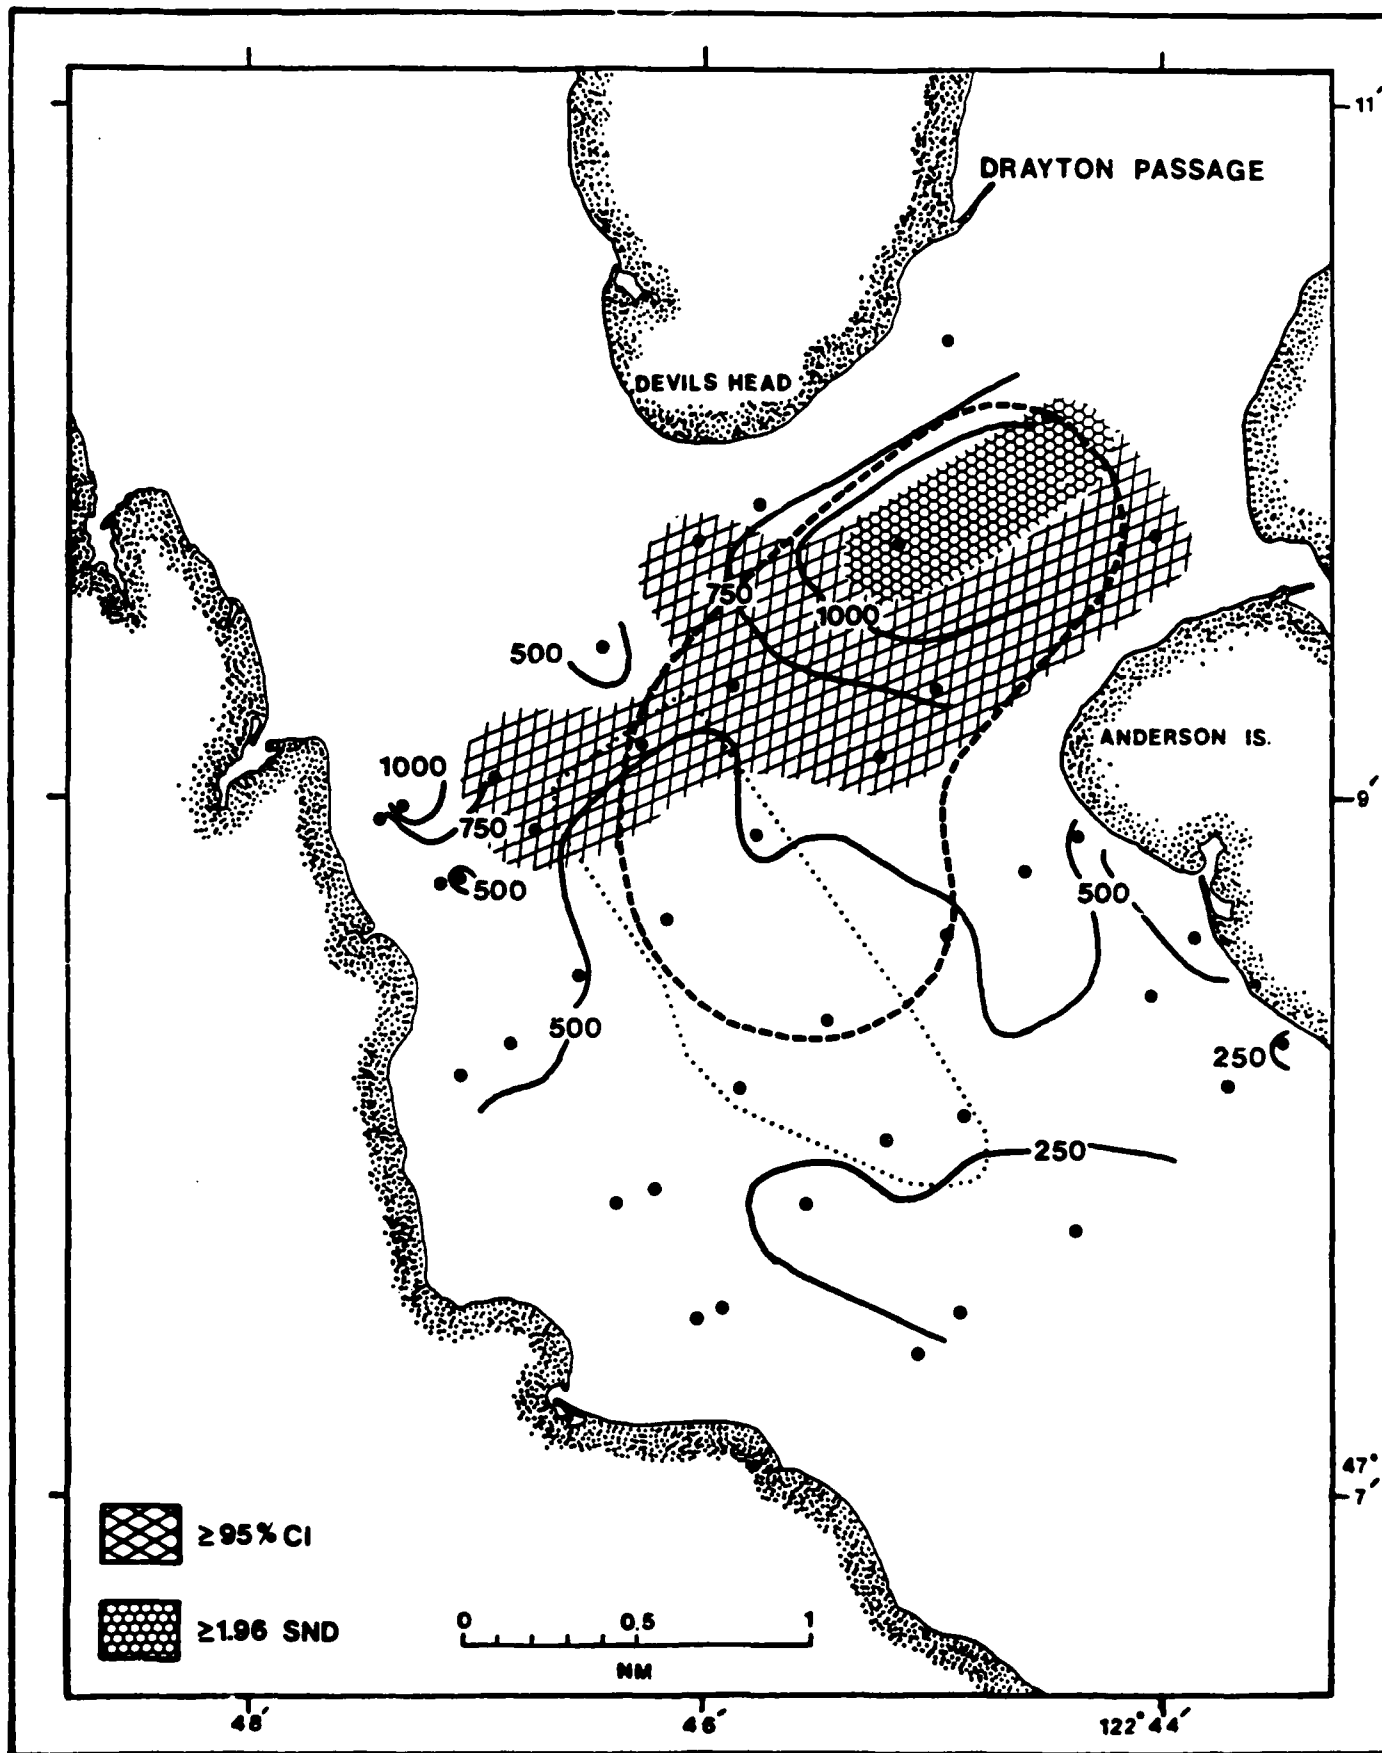 11′
DRAYTON PASSAGE
DEVILS HEAD
750
1000
500
ANDERSON IS.
1000
9′
750
500
500
500
250
250
47°
7′
≥95% CI
≥1.96 SND
0 0.5 1
NM
48′ 46′ 122° 44′